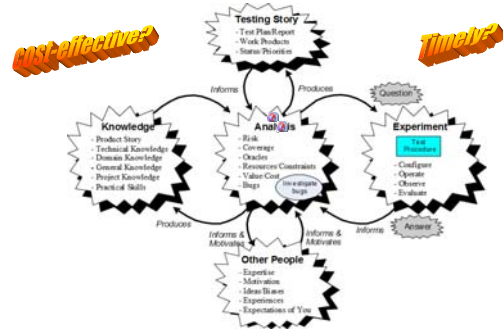 Testing Story
- Test Plan/Report
- Work Products
- Status/Priorities
Cost-effective?
Timely?
Informs
Produces
Question
Knowledge
- Product Story
- Technical Knowledge
- Domain Knowledge
- General Knowledge
- Project Knowledge
- Practical Skills
Analysis
- Risk
- Coverage
- Oracles
- Resources/Constraints
- Value/Cost
- Bugs
Investigate
bugs
Experiment
Test
Procedure
- Configure
- Operate
- Observe
- Evaluate
Produces
Informs &
Motivates
Informs &
Motivates
Informs
Answer
Other People
- Expertise
- Motivation
- Ideas/Biases
- Experiences
- Expectations of You